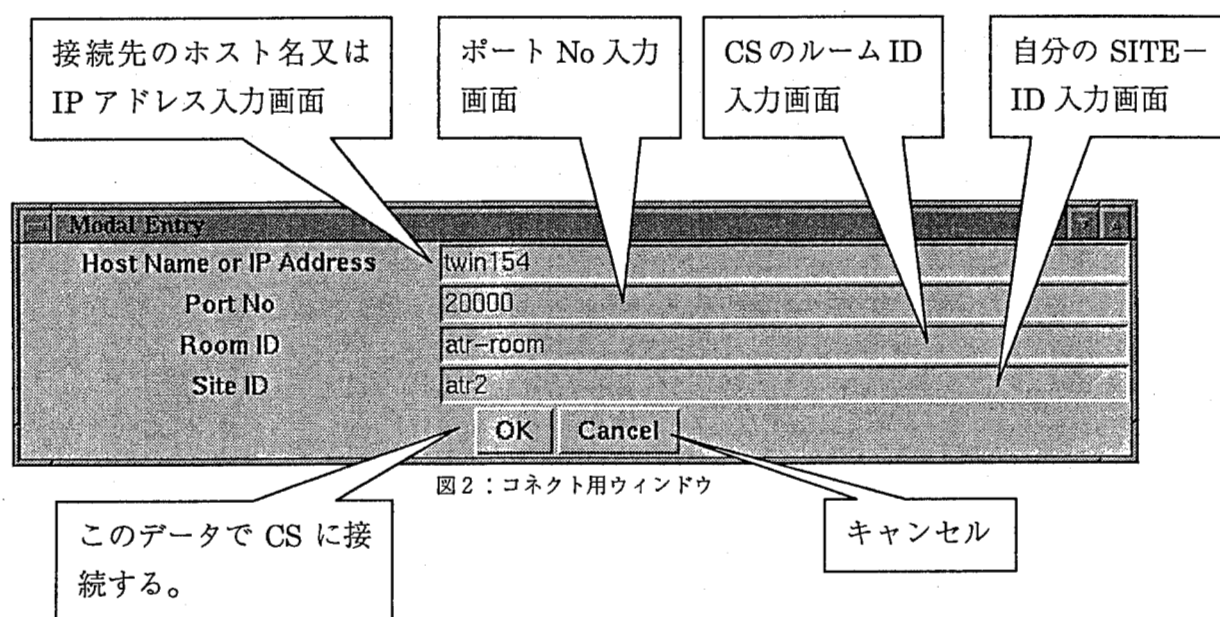 接続先のホスト名又は
IP アドレス入力画面
ポート No 入力
画面
CSのルーム ID
入力画面
自分の SITE－
ID 入力画面
Modal Entry
Host Name or IP Address
twin154
Port No
20000
Room ID
atr-room
Site ID
atr2
OK
Cancel
図2：コネクト用ウィンドウ
このデータで CS に接
続する。
キャンセル